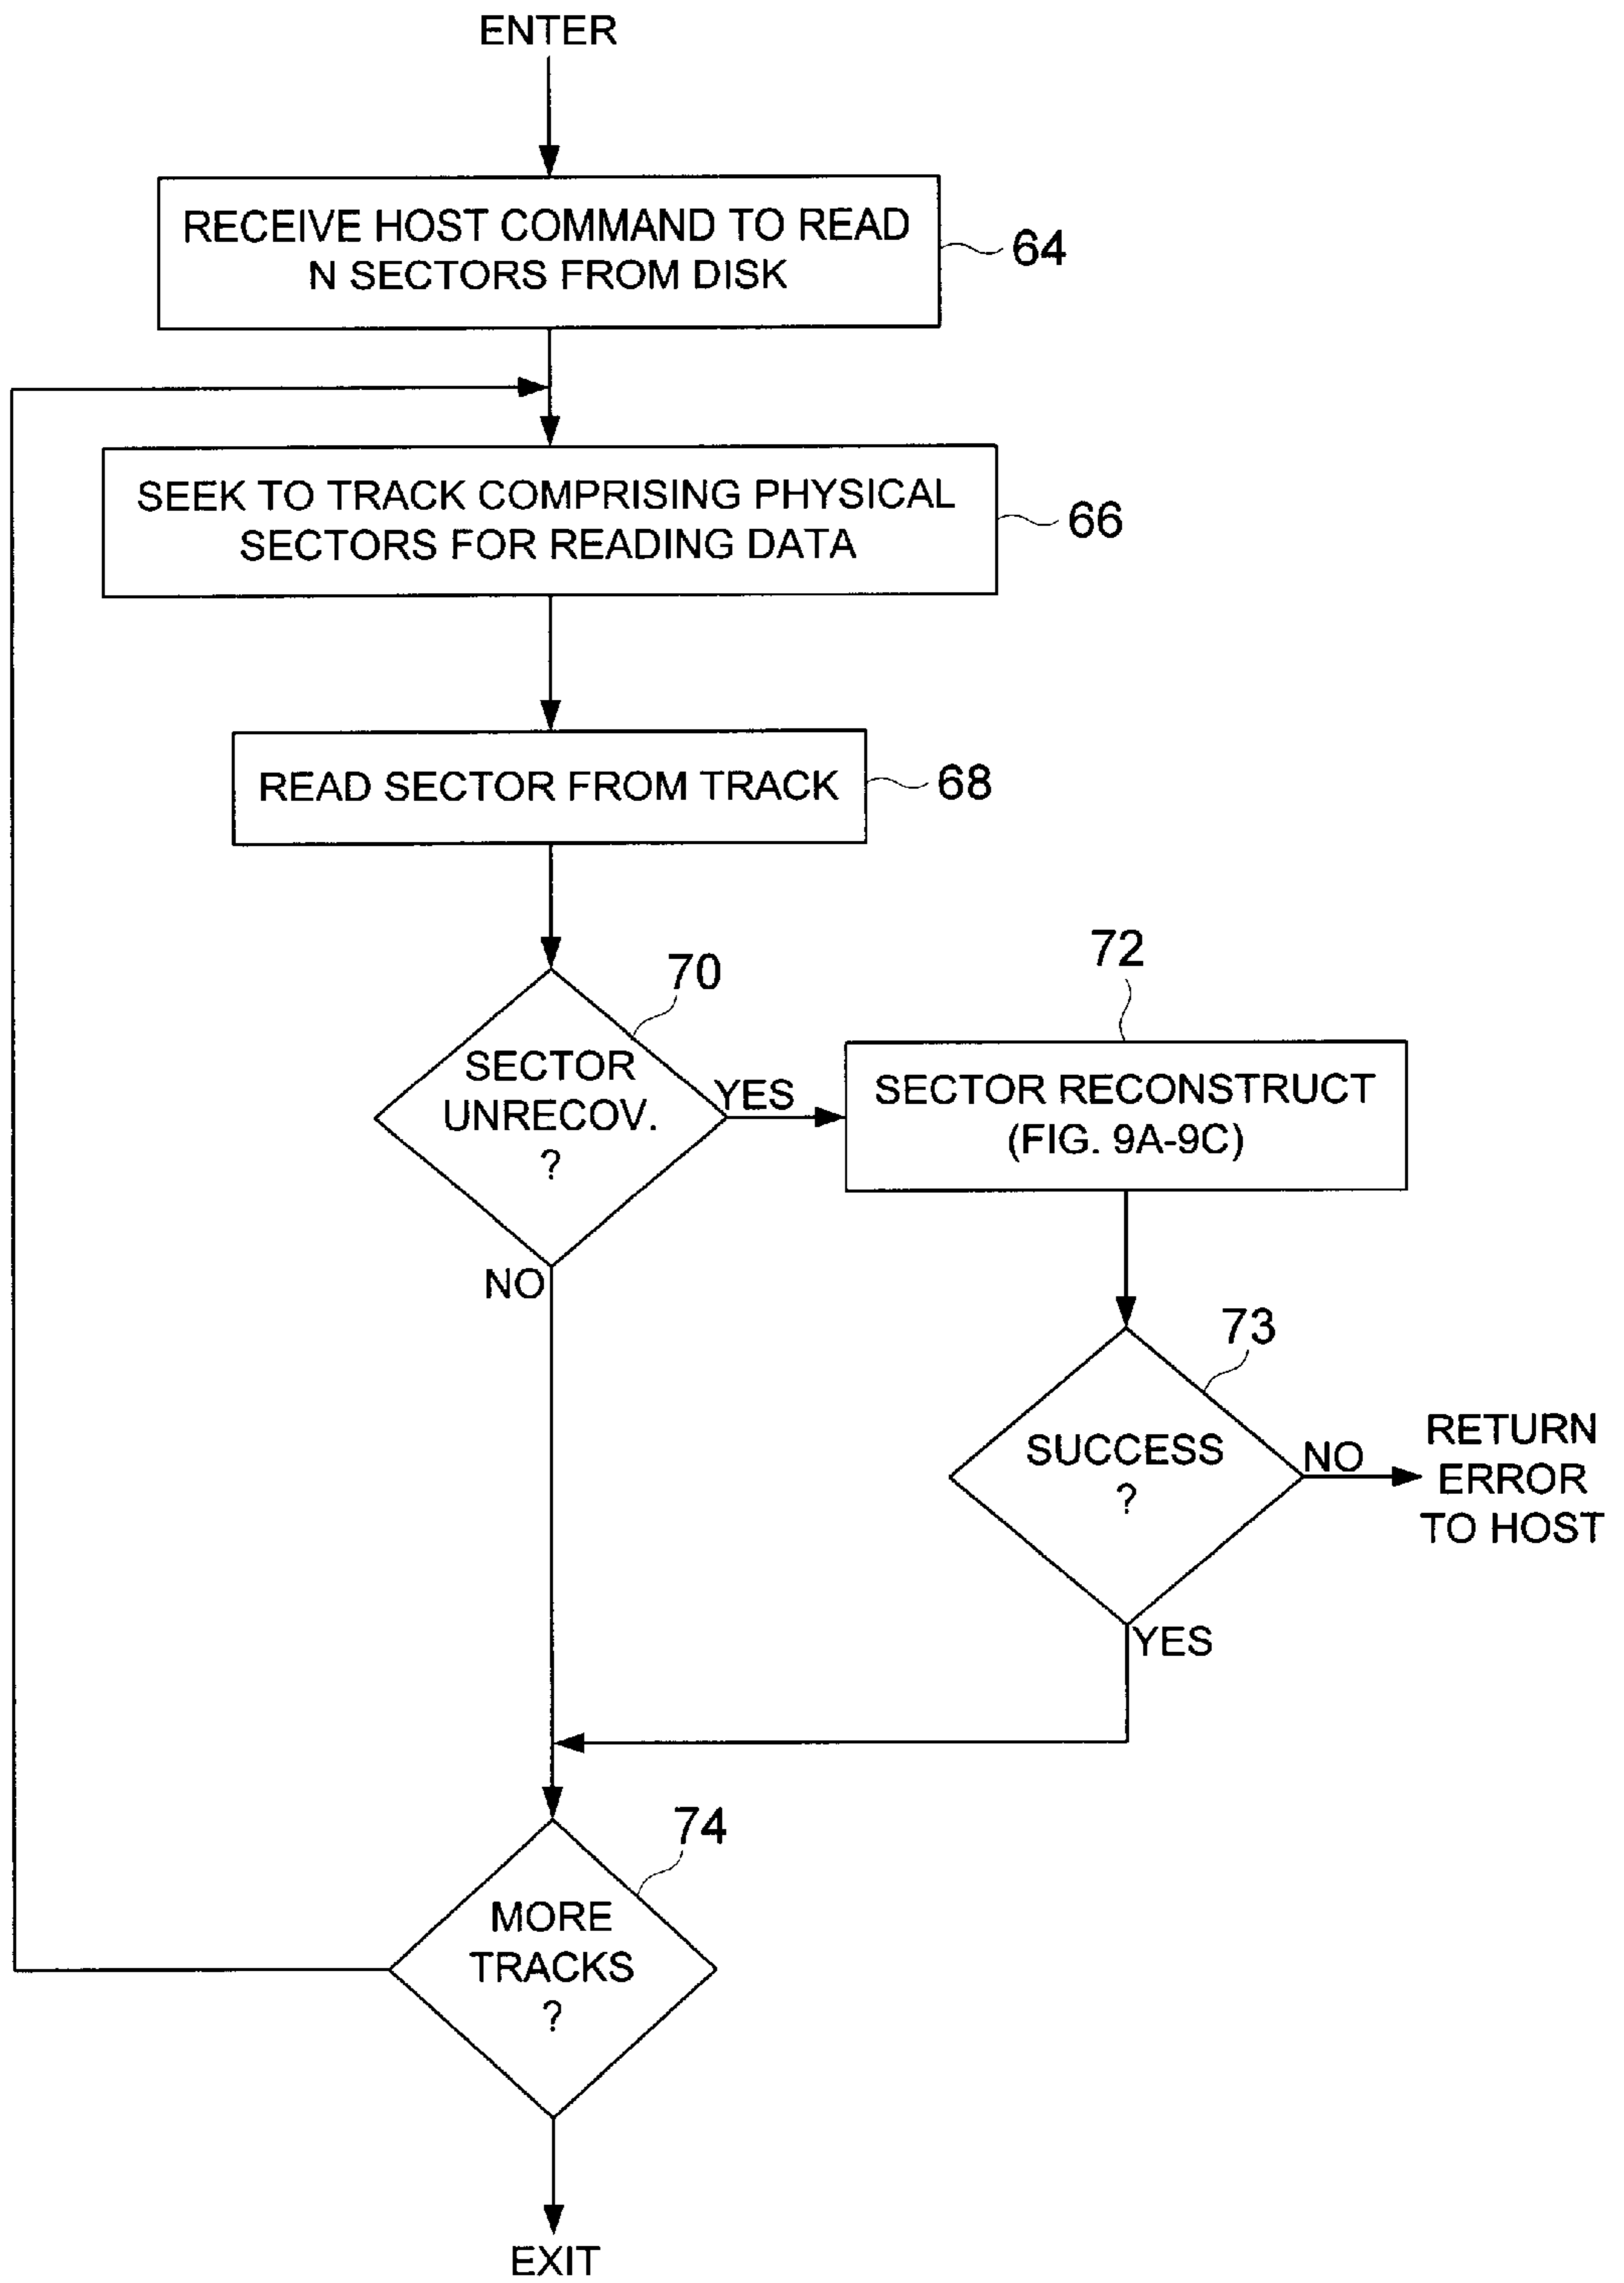 ENTER
RECEIVE HOST COMMAND TO READ
N SECTORS FROM DISK
64
SEEK TO TRACK COMPRISING PHYSICAL
SECTORS FOR READING DATA
66
READ SECTOR FROM TRACK
68
70
SECTOR
UNRECOV.
?
YES
NO
72
SECTOR RECONSTRUCT
(FIG. 9A-9C)
73
SUCCESS
?
NO
RETURN
ERROR
TO HOST
YES
74
MORE
TRACKS
?
EXIT